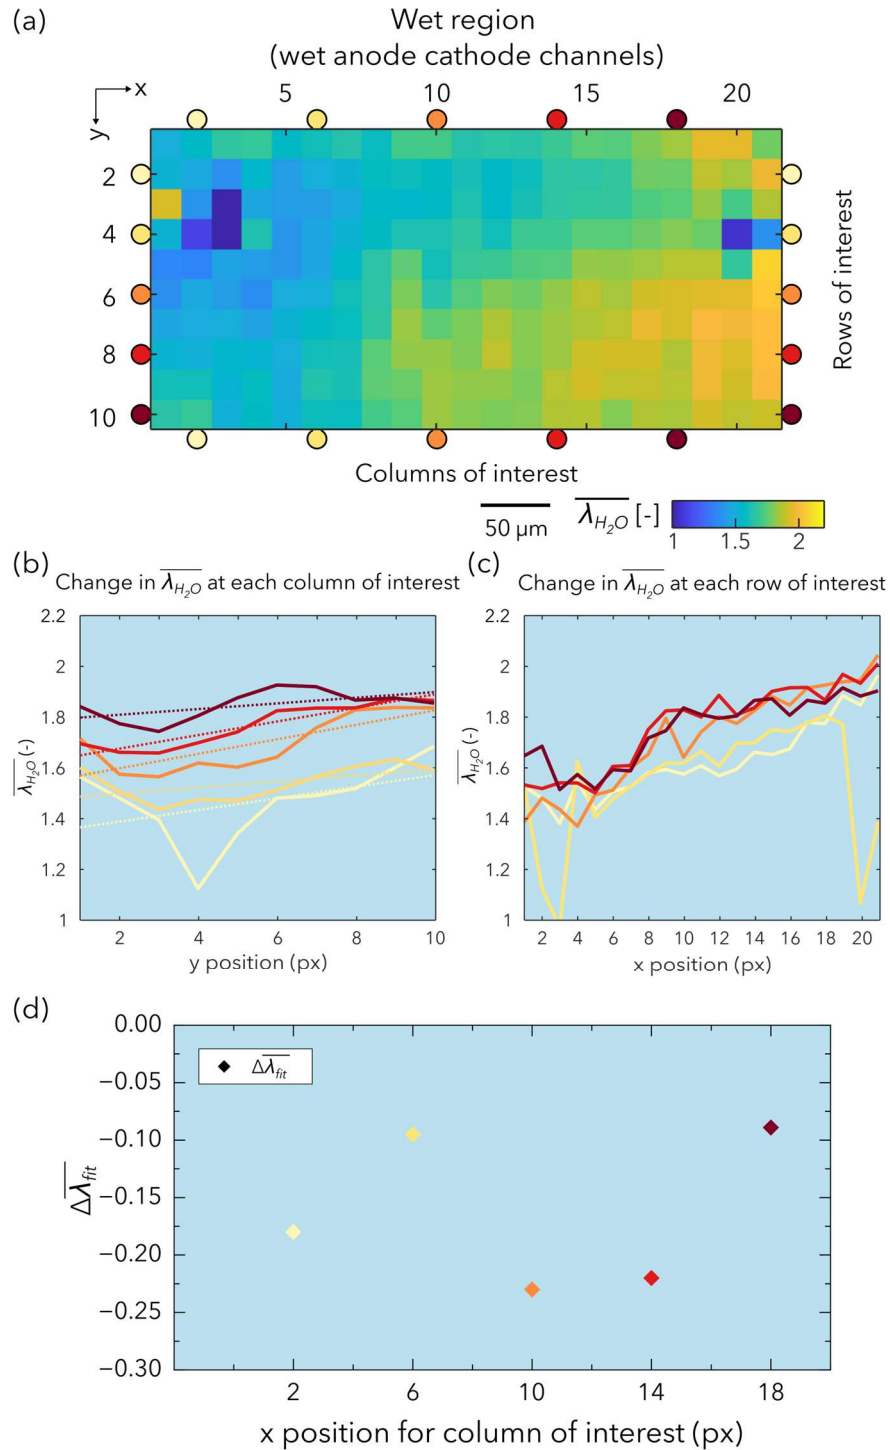 (a)
Wet region
(wet anode cathode channels)
x
y
5 10 15 20
2
4
6
8
10
Rows of interest
Columns of interest
50 µm
λH2O [-]
1 1.5 2
(b)
Change in λH2O at each column of interest
2.2
2
1.8
1.6
1.4
1.2
1
λH2O (-)
2 4 6 8 10
y position (px)
(c)
Change in λH2O at each row of interest
2.2
2
1.8
1.6
1.4
1.2
1
λH2O (-)
2 4 6 8 10 12 14 16 18 20
x position (px)
(d)
0.00
−0.05
−0.10
−0.15
−0.20
−0.25
−0.30
Δλfit
Δλfit
2 6 10 14 18
x position for column of interest (px)